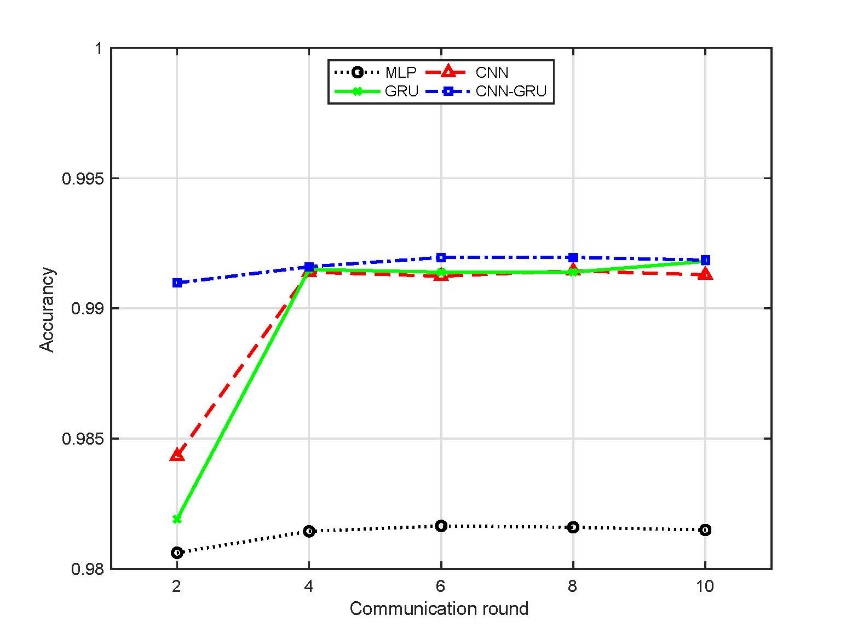 1
MLP CNN
GRU CNN-GRU
0.995
0.99
0.985
0.98
Accurancy
2 4 6 8 10
Communication round